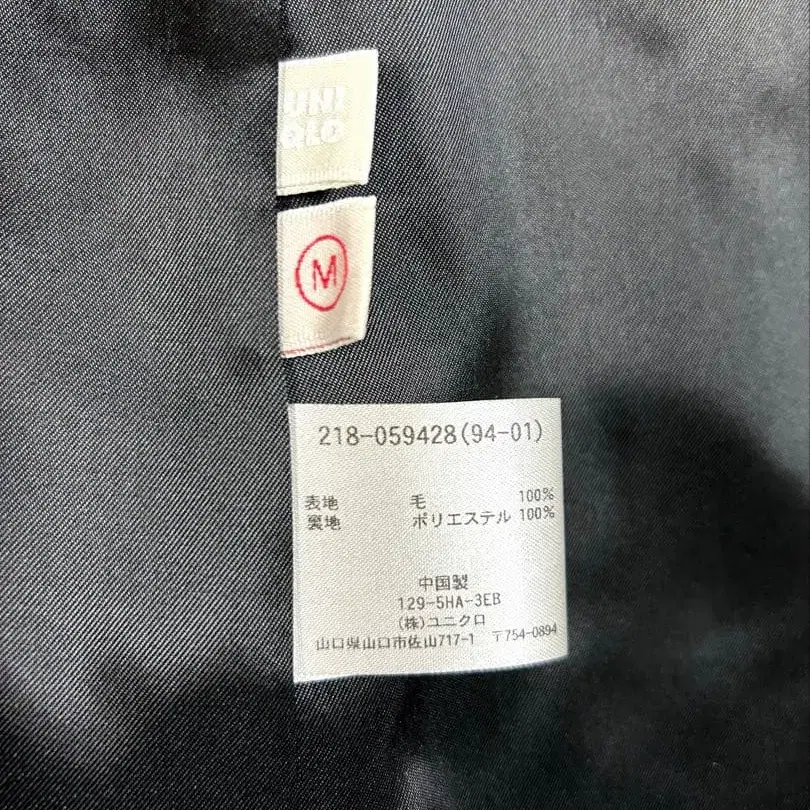 UNI
QLO
M
218-059428(94-01)
表地 毛 100%
裏地 ポリエステル 100%
中国製
129-5HA-3EB
(株)ユニクロ
山口県山口市佐山717-1 〒754-0894